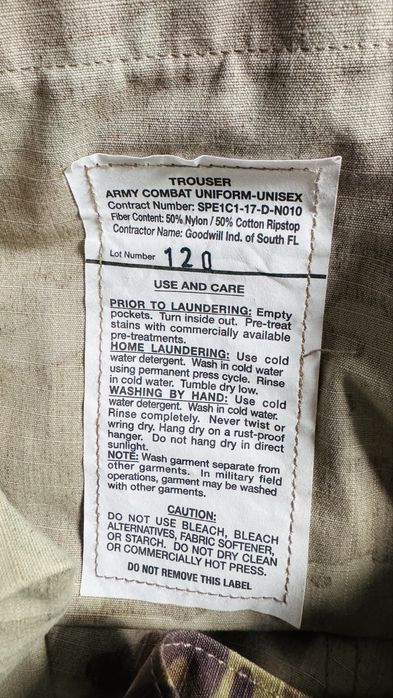 TROUSER
ARMY COMBAT UNIFORM-UNISEX
Contract Number: SPE1C1-17-D-N010
Fiber Content: 50% Nylon / 50% Cotton Ripstop
Contractor Name: Goodwill Ind. of South FL
Lot Number 120
USE AND CARE
PRIOR TO LAUNDERING: Empty
pockets. Turn inside out. Pre-treat
stains with commercially available
pre-treatments.
HOME LAUNDERING: Use cold
water detergent. Wash in cold water
using permanent press cycle. Rinse
in cold water. Tumble dry low.
WASHING BY HAND: Use cold
water detergent. Wash in cold water.
Rinse completely. Never twist or
wring dry. Hang dry on a rust-proof
hanger. Do not hang dry in direct
sunlight.
NOTE: Wash garment separate from
other garments. In military field
operations, garment may be washed
with other garments.
CAUTION:
DO NOT USE BLEACH, BLEACH
ALTERNATIVES, FABRIC SOFTENER,
OR STARCH. DO NOT DRY CLEAN
OR COMMERCIALLY HOT PRESS.
DO NOT REMOVE THIS LABEL